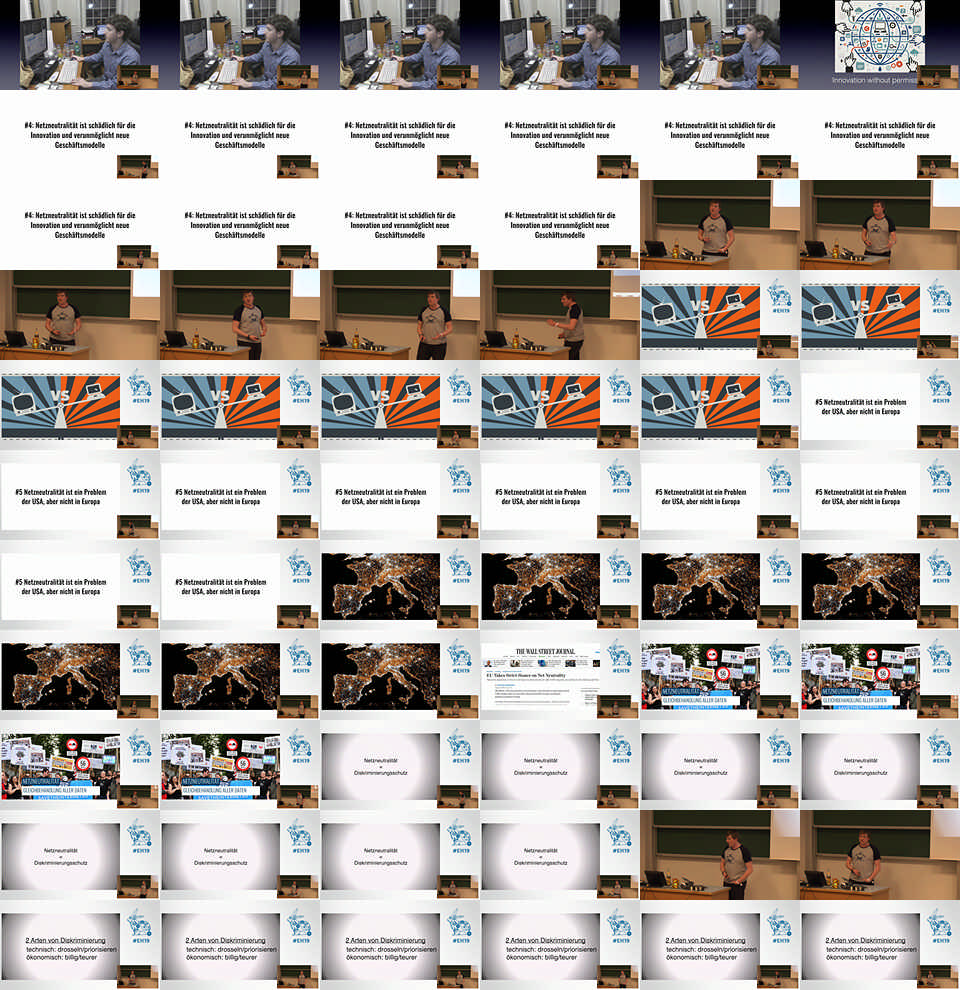 Innovation without permiss
#4: Netzneutralität ist schädlich für die
Innovation und verunmöglicht neue
Geschäftsmodelle
#4: Netzneutralität ist schädlich für die
Innovation und verunmöglicht neue
Geschäftsmodelle
#4: Netzneutralität ist schädlich für die
Innovation und verunmöglicht neue
Geschäftsmodelle
#4: Netzneutralität ist schädlich für die
Innovation und verunmöglicht neue
Geschäftsmodelle
#4: Netzneutralität ist schädlich für die
Innovation und verunmöglicht neue
Geschäftsmodelle
#4: Netzneutralität ist schädlich für die
Innovation und verunmöglicht neue
Geschäftsmodelle
#4: Netzneutralität ist schädlich für die
Innovation und verunmöglicht neue
Geschäftsmodelle
#4: Netzneutralität ist schädlich für die
Innovation und verunmöglicht neue
Geschäftsmodelle
#4: Netzneutralität ist schädlich für die
Innovation und verunmöglicht neue
Geschäftsmodelle
#4: Netzneutralität ist schädlich für die
Innovation und verunmöglicht neue
Geschäftsmodelle
VS
#EH19
VS
#EH19
VS
#EH19
VS
#EH19
VS
#EH19
VS
#EH19
VS
#EH19
#5 Netzneutralität ist ein Problem
der USA, aber nicht in Europa
#EH19
#5 Netzneutralität ist ein Problem
der USA, aber nicht in Europa
#EH19
#5 Netzneutralität ist ein Problem
der USA, aber nicht in Europa
#EH19
#5 Netzneutralität ist ein Problem
der USA, aber nicht in Europa
#EH19
#5 Netzneutralität ist ein Problem
der USA, aber nicht in Europa
#EH19
#5 Netzneutralität ist ein Problem
der USA, aber nicht in Europa
#EH19
#5 Netzneutralität ist ein Problem
der USA, aber nicht in Europa
#EH19
#5 Netzneutralität ist ein Problem
der USA, aber nicht in Europa
#EH19
#5 Netzneutralität ist ein Problem
der USA, aber nicht in Europa
#EH19
#EH19
#EH19
#EH19
#EH19
#EH19
#EH19
#EH19
THE WALL STREET JOURNAL
EU Takes Strict Stance on Net Neutrality
#EH19
NETZNEUTRALITÄT
GLEICHBEHANDLUNG ALLER DATEN
#EH19
NETZNEUTRALITÄT
GLEICHBEHANDLUNG ALLER DATEN
#EH19
NETZNEUTRALITÄT
GLEICHBEHANDLUNG ALLER DATEN
#EH19
NETZNEUTRALITÄT
GLEICHBEHANDLUNG ALLER DATEN
#EH19
Netzneutralität
=
Diskriminierungsschutz
#EH19
Netzneutralität
=
Diskriminierungsschutz
#EH19
Netzneutralität
=
Diskriminierungsschutz
#EH19
Netzneutralität
=
Diskriminierungsschutz
#EH19
Netzneutralität
=
Diskriminierungsschutz
#EH19
Netzneutralität
=
Diskriminierungsschutz
#EH19
Netzneutralität
=
Diskriminierungsschutz
#EH19
Netzneutralität
=
Diskriminierungsschutz
#EH19
2 Arten von Diskriminierung
technisch: drosseln/priorisieren
ökonomisch: billig/teurer
#EH19
2 Arten von Diskriminierung
technisch: drosseln/priorisieren
ökonomisch: billig/teurer
#EH19
2 Arten von Diskriminierung
technisch: drosseln/priorisieren
ökonomisch: billig/teurer
#EH19
2 Arten von Diskriminierung
technisch: drosseln/priorisieren
ökonomisch: billig/teurer
#EH19
2 Arten von Diskriminierung
technisch: drosseln/priorisieren
ökonomisch: billig/teurer
#EH19
2 Arten von Diskriminierung
technisch: drosseln/priorisieren
ökonomisch: billig/teurer
#EH19